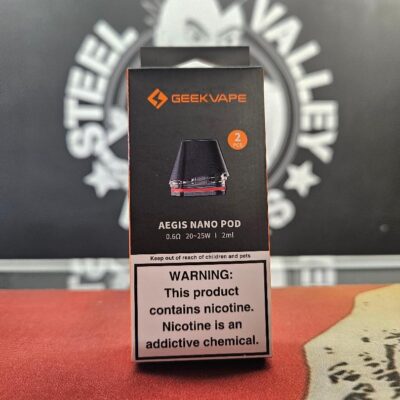 STEEL VALLEY
GEEKVAPE
2
PCS
AEGIS NANO POD
0.6Ω 20-25W | 2ml
Keep out of reach of children and pets
WARNING:
This product
contains nicotine.
Nicotine is an
addictive chemical.